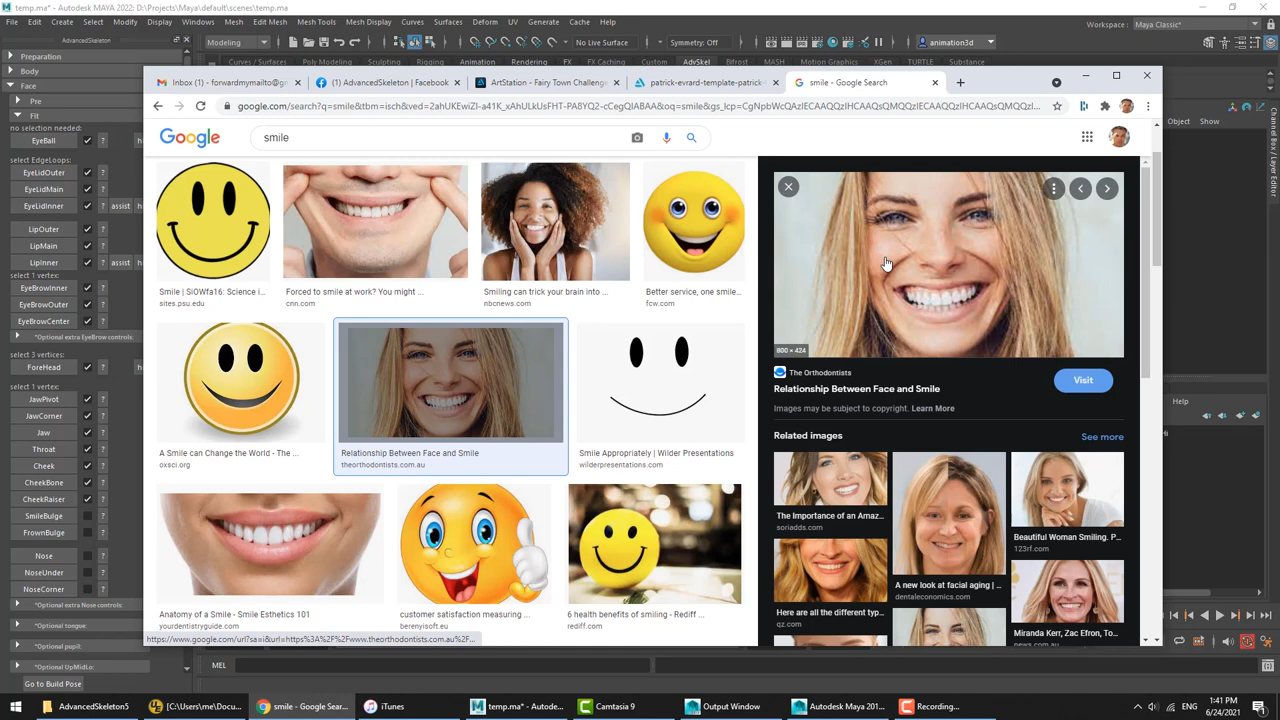 temp.ma* - Autodesk MAYA 2022: D:\Projects\Maya\default\scenes\temp.ma
File Edit Create Select Modify Display Windows Mesh Edit Mesh Mesh Tools Mesh Display Curves Surfaces Deform UV Generate Cache Help
Workspace : Maya Classic*
Modeling No Live Surface Symmetry: Off animation3d
AdvancedSkeleton
Curves / Surfaces Poly Modeling Sculpting Rigging Animation Rendering FX FX Caching Custom AdvSkel Arnold Bifrost MASH Motion Graphics XGen TURTLE Substance
Preparation
Body
Face
Pre
Fit
no selection needed:
EyeBall ?
select EdgeLoops:
EyeLidOuter ?
EyeLidMain ?
EyeLidInner assist ?
LipOuter ?
LipMain ?
LipInner assist ?
select 1 vertex:
EyeBrowInner ?
EyeBrowOuter ?
EyeBrowCenter ?
*Optional extra EyeBrow controls:
select 3 vertices:
ForeHead ?
select 1 vertex:
JawPivot ?
JawCorner ?
Jaw ?
Throat ?
Cheek ?
CheekBone ?
CheekRaiser ?
SmileBulge ?
FrownBulge ?
Nose ?
NoseUnder ?
NoseCorner ?
*Optional extra Nose controls:
*Optional tongue:
*Optional pupil:
*Optional UpMidLo:
Go to Build Pose
Inbox (1) - forwardmymailto@g
(1) AdvancedSkeleton | Facebook
ArtStation - Fairy Town Challenge
patrick-evrard-template-patrick-
smile - Google Search
google.com/search?q=smile&tbm=isch&ved=2ahUKEwiZI-a41K_xAhULkUsFHT-PA8YQ2-cCegQIABAA&oq=smile&gs_lcp=CgNpbWcQAzIECAAQQzIHCAAQsQMQQzIECAAQQzIHCAAQsQMQQzIECAAQQzIECAAQQzI...
Google smile
Smile | SiOWfa16: Science i...
sites.psu.edu
Forced to smile at work? You might ...
cnn.com
Smiling can trick your brain into ...
nbcnews.com
Better service, one smile...
fcw.com
A Smile can Change the World - The ...
oxsci.org
Relationship Between Face and Smile
theorthodontists.com.au
Smile Appropriately | Wilder Presentations
wilderpresentations.com
Anatomy of a Smile - Smile Esthetics 101
yourdentistryguide.com
customer satisfaction measuring ...
berenyisoft.eu
6 health benefits of smiling - Rediff ...
rediff.com
https://www.google.com/url?sa=i&url=https%3A%2F%2Fwww.theorthodontists.com.au%2F...
800 × 424
The Orthodontists
Relationship Between Face and Smile
Visit
Images may be subject to copyright. Learn More
Related images
See more
The Importance of an Amaz...
soriadds.com
Here are all the different typ...
qz.com
A new look at facial aging | ...
dentaleconomics.com
Beautiful Woman Smiling. P...
123rf.com
Miranda Kerr, Zac Efron, To...
news.com.au
Object Show
Help
Channel Box / Layer Editor
MEL
AdvancedSkeleton5
[C:\Users\me\Docu...
smile - Google Sear...
iTunes
temp.ma* - Autode...
Camtasia 9
Output Window
Autodesk Maya 201...
Recording...
ENG
1:41 PM
6/24/2021